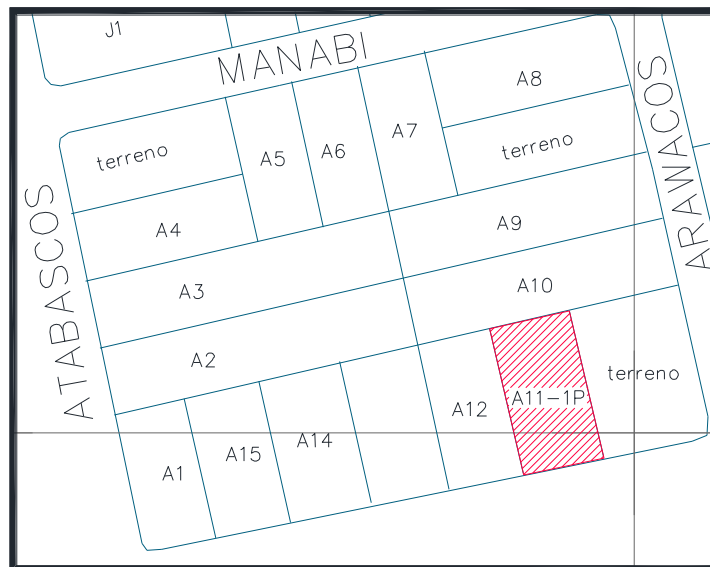 J1
MANABI
A8
ARAWACOS
terreno
A5
A6
A7
terreno
ATABASCOS
A4
A9
A3
A10
A2
terreno
A12
A11-1P
A1
A15
A14